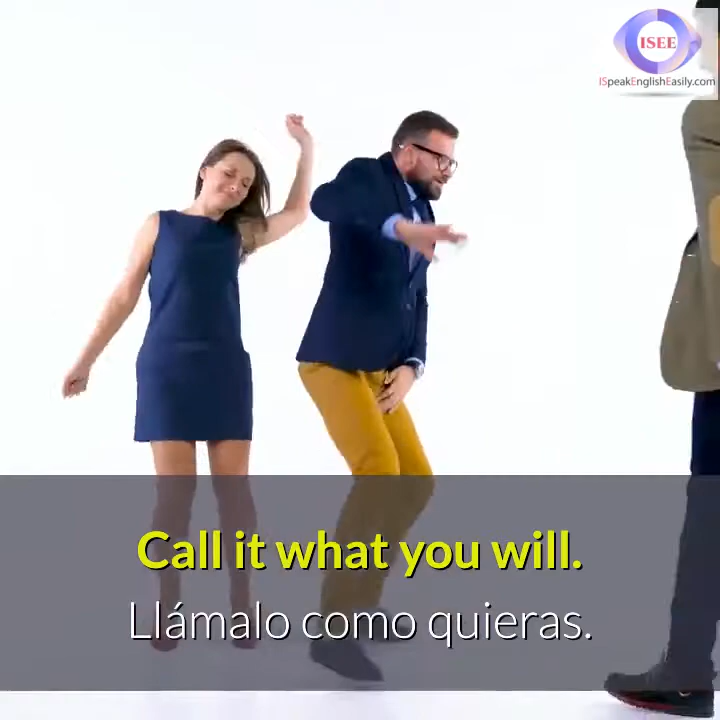 ISEE
ISpeakEnglishEasily.com
Call it what you will.
Llámalo como quieras.